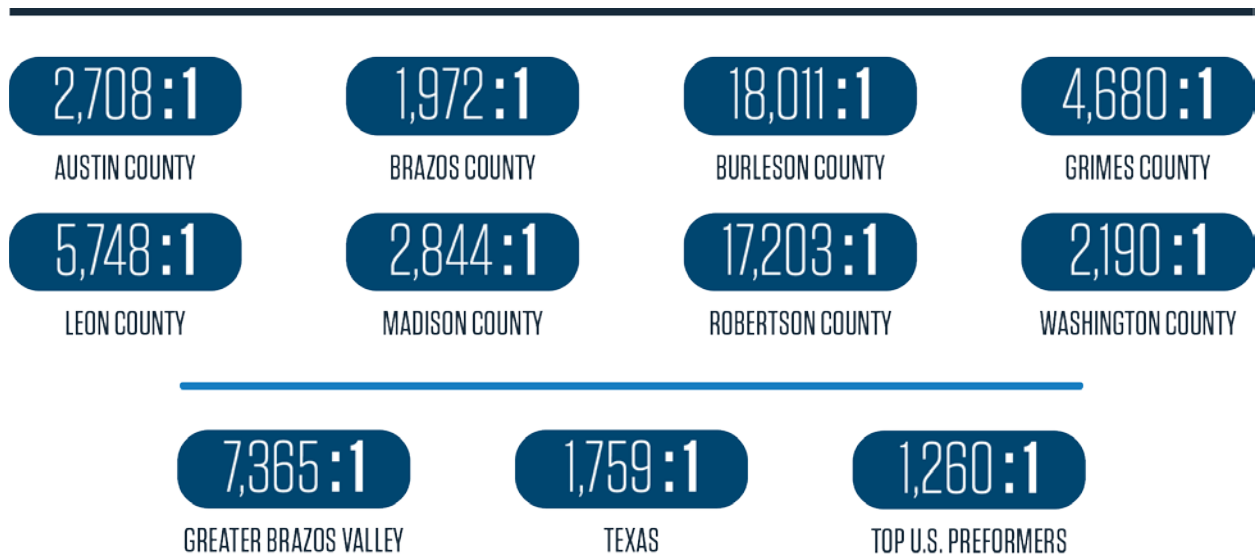 2,708:1 1,972:1 18,011:1 4,680:1
AUSTIN COUNTY BRAZOS COUNTY BURLESON COUNTY GRIMES COUNTY
5,748:1 2,844:1 17,203:1 2,190:1
LEON COUNTY MADISON COUNTY ROBERTSON COUNTY WASHINGTON COUNTY
7,365:1 1,759:1 1,260:1
GREATER BRAZOS VALLEY TEXAS TOP U.S. PREFORMERS